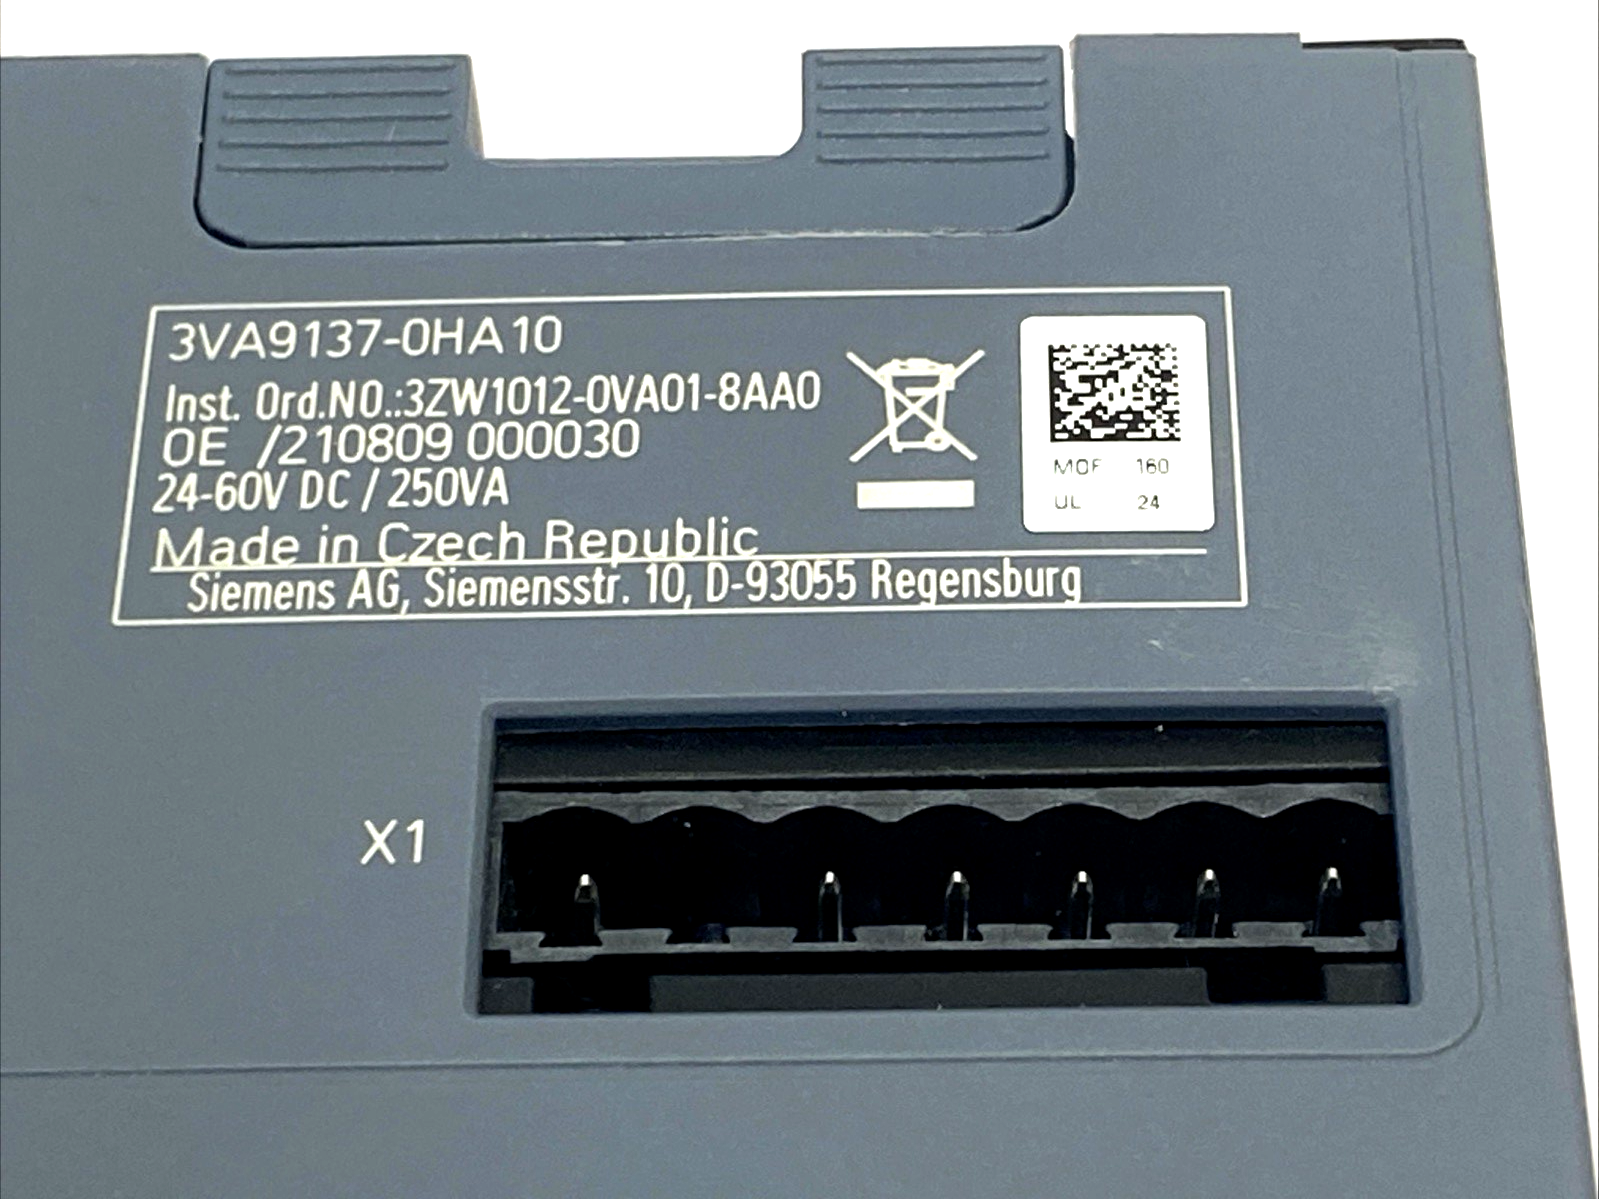 3VA9137-0HA10
Inst. Ord.NO.:3ZW1012-0VA01-8AA0
OE /210809 000030
24-60V DC / 250VA
Made in Czech Republic
Siemens AG, Siemensstr. 10, D-93055 Regensburg
MOF 160
UL 24
X1